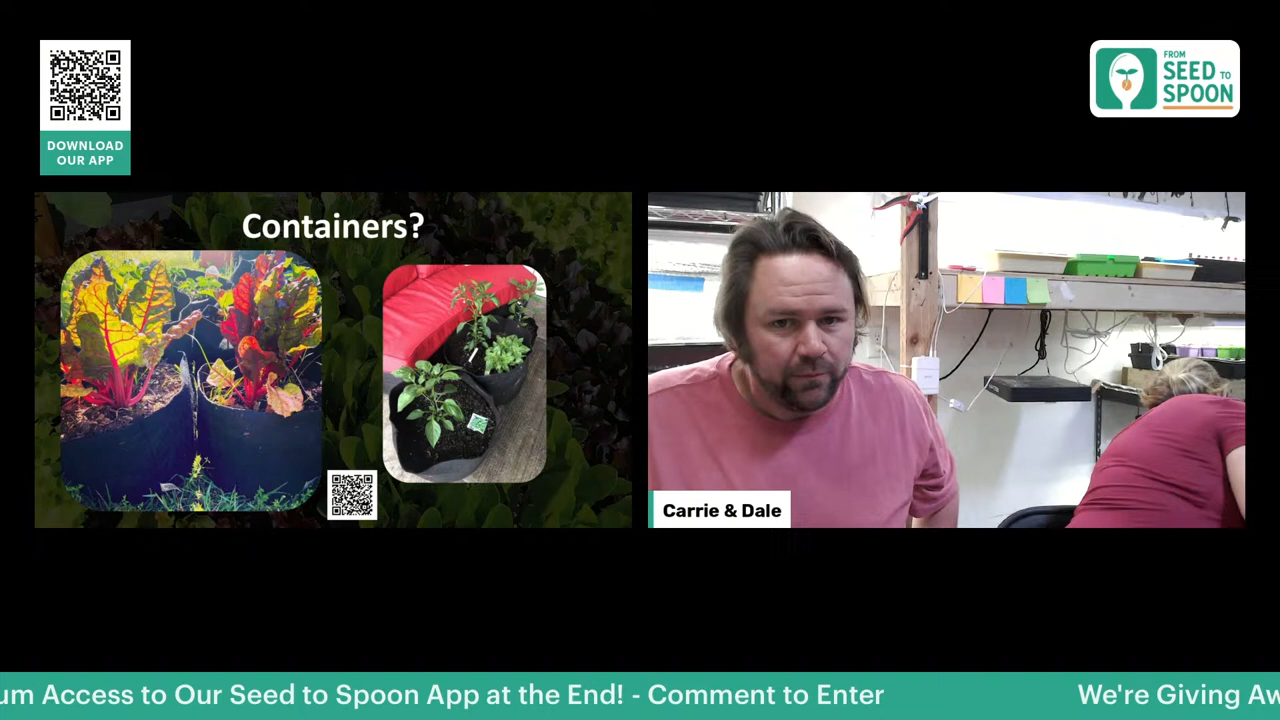 DOWNLOAD
OUR APP
FROM
SEED TO
SPOON
Containers?
Carrie & Dale
um Access to Our Seed to Spoon App at the End! - Comment to Enter
We're Giving Aw